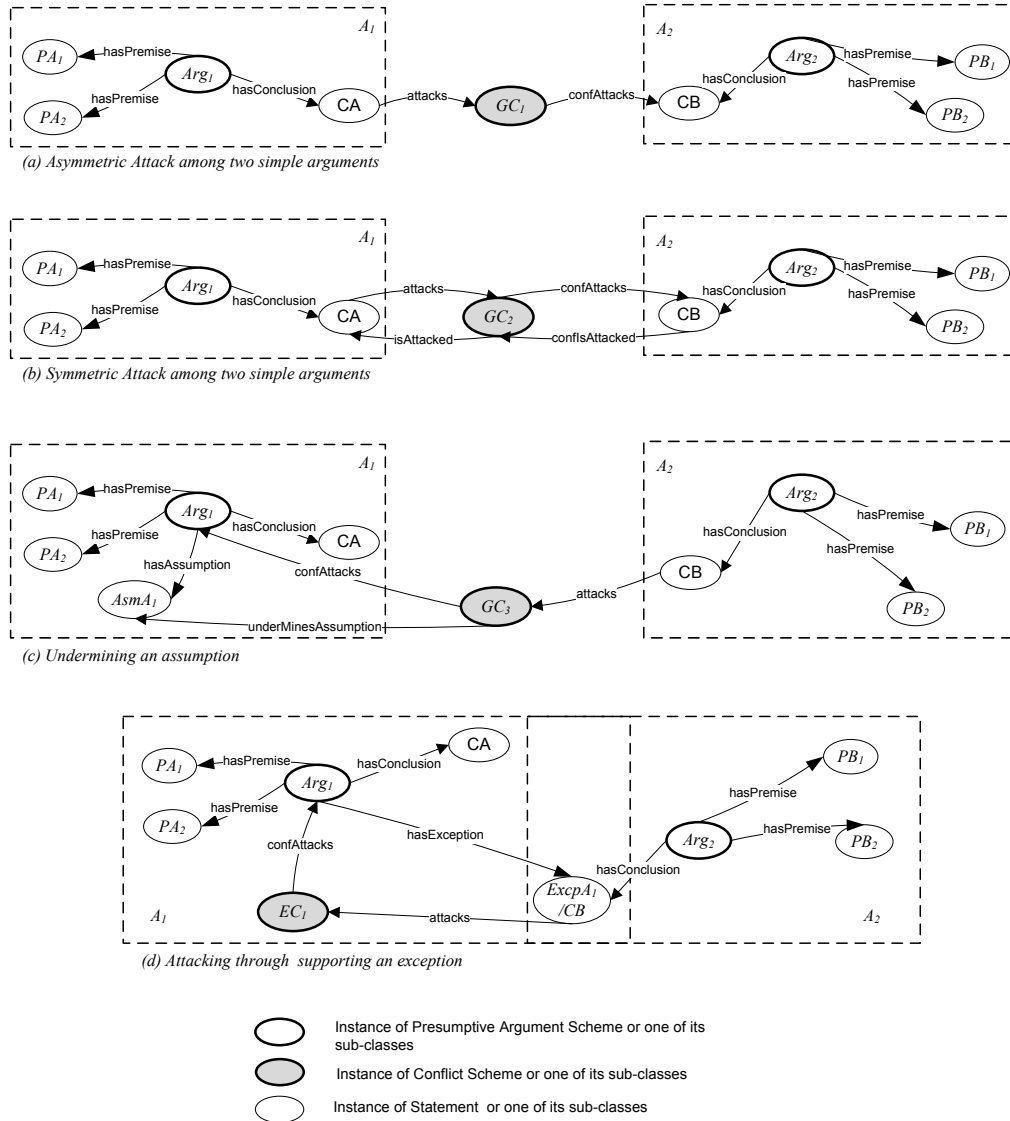 A1
A2
PA1
hasPremise
Arg1
hasPremise
PA2
hasConclusion
CA
attacks
GC1
confAttacks
CB
hasConclusion
Arg2
hasPremise
PB1
hasPremise
PB2
(a) Asymmetric Attack among two simple arguments
A1
A2
PA1
hasPremise
Arg1
hasPremise
PA2
hasConclusion
CA
attacks
GC2
confAttacks
isAttacked
confIsAttacked
CB
hasConclusion
Arg2
hasPremise
PB1
hasPremise
PB2
(b) Symmetric Attack among two simple arguments
A1
A2
PA1
hasPremise
Arg1
hasPremise
PA2
hasConclusion
CA
hasAssumption
AsmA1
confAttacks
underMinesAssumption
GC3
attacks
CB
hasConclusion
Arg2
hasPremise
PB1
hasPremise
PB2
(c) Undermining an assumption
PA1
hasPremise
Arg1
hasPremise
PA2
hasConclusion
CA
hasException
confAttacks
EC1
attacks
ExcpA1
/CB
hasConclusion
Arg2
hasPremise
PB1
hasPremise
PB2
A1
A2
(d) Attacking through supporting an exception
Instance of Presumptive Argument Scheme or one of its
sub-classes
Instance of Conflict Scheme or one of its sub-classes
Instance of Statement or one of its sub-classes